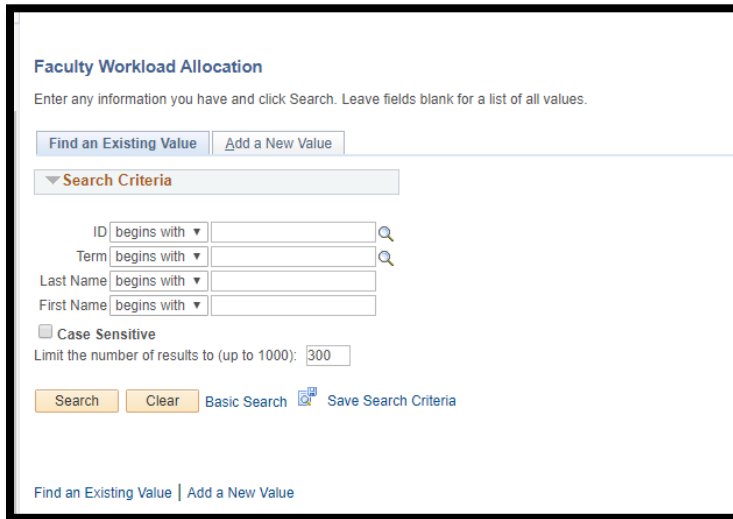 Faculty Workload Allocation
Enter any information you have and click Search. Leave fields blank for a list of all values.
Find an Existing Value Add a New Value
Search Criteria
ID begins with
Term begins with
Last Name begins with
First Name begins with
Case Sensitive
Limit the number of results to (up to 1000): 300
Search Clear Basic Search Save Search Criteria
Find an Existing Value | Add a New Value